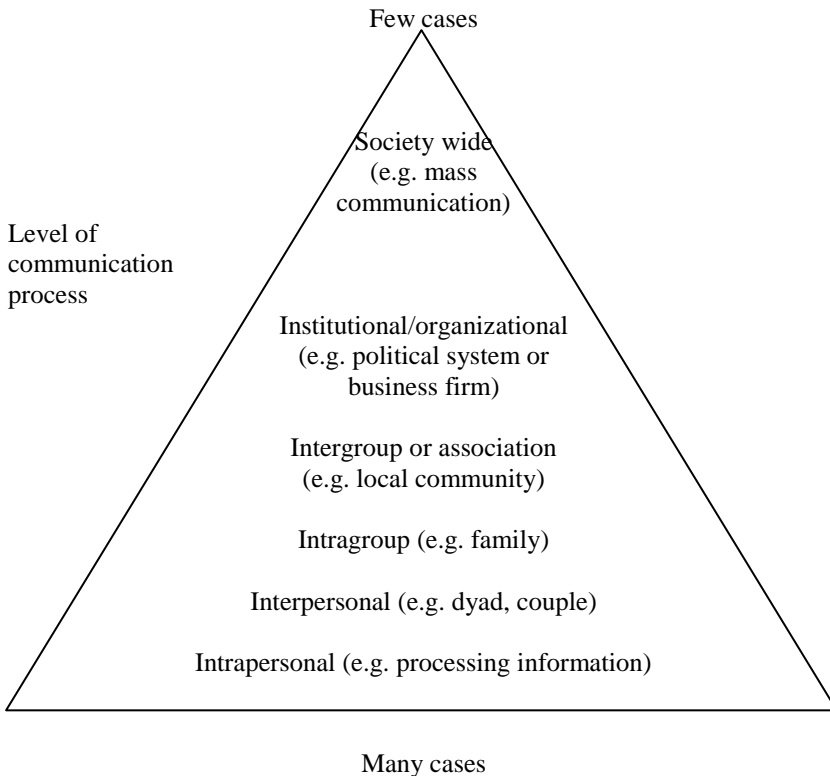 Few cases
Society wide
(e.g. mass
communication)
Level of
communication
process
Institutional/organizational
(e.g. political system or
business firm)
Intergroup or association
(e.g. local community)
Intragroup (e.g. family)
Interpersonal (e.g. dyad, couple)
Intrapersonal (e.g. processing information)
Many cases